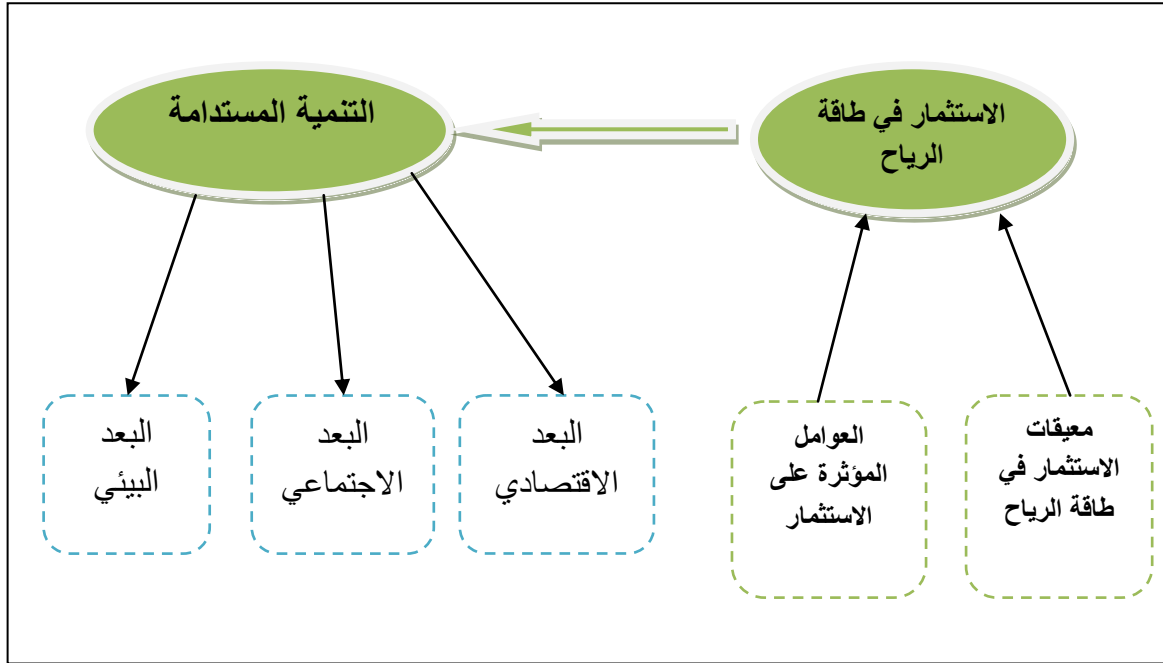 الاستثمار في طاقة
الرياح
التنمية المستدامة
معيقات
الاستثمار في
طاقة الرياح
العوامل
المؤثرة على
الاستثمار
البعد
الاقتصادي
البعد
الاجتماعي
البعد
البيئي